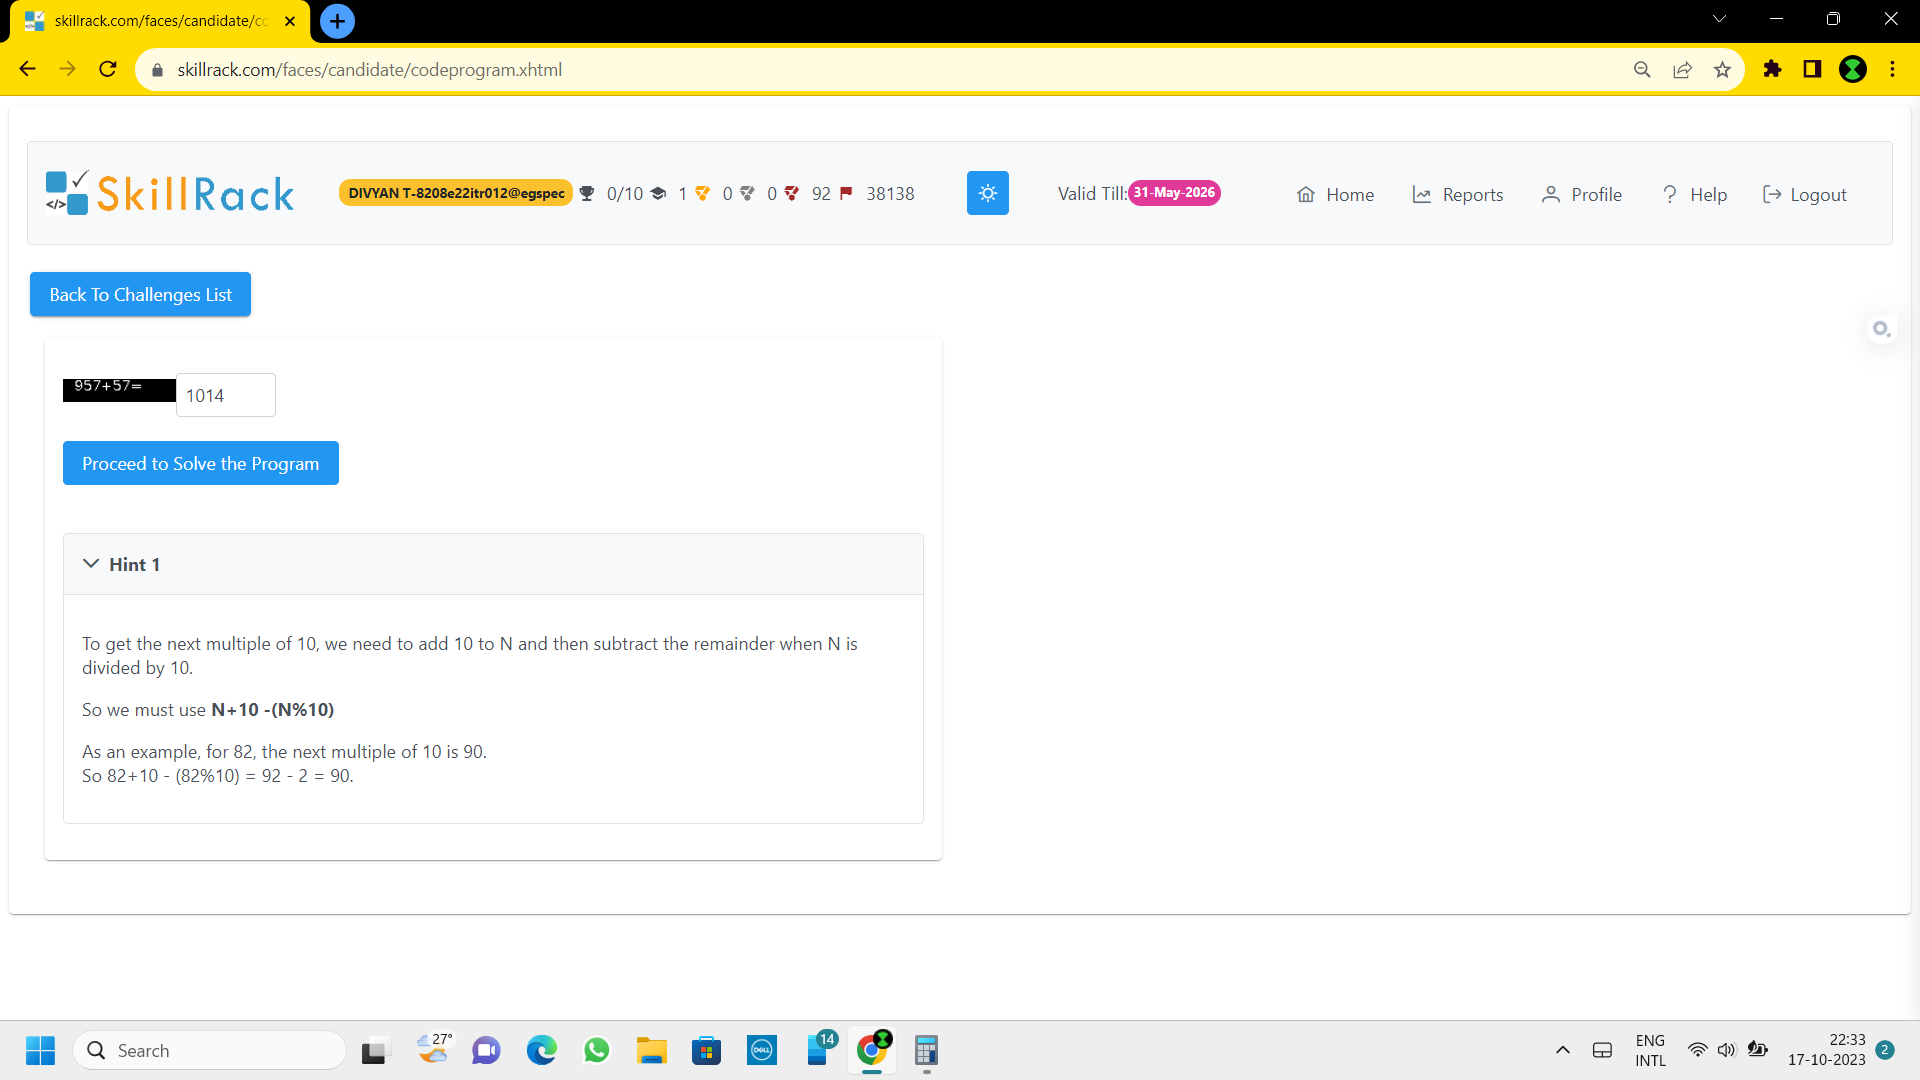 skillrack.com/faces/candidate/co
skillrack.com/faces/candidate/codeprogram.xhtml
SkillRack
DIVYAN T-8208e22itr012@egspec 0/10 1 0 0 92 38138
Valid Till: 31-May-2026
Home Reports Profile ? Help Logout
Back To Challenges List
957+57= 1014
Proceed to Solve the Program
Hint 1
To get the next multiple of 10, we need to add 10 to N and then subtract the remainder when N is
divided by 10.
So we must use N+10 -(N%10)
As an example, for 82, the next multiple of 10 is 90.
So 82+10 - (82%10) = 92 - 2 = 90.
Search
27°
DELL
14
ENG
INTL
22:33
17-10-2023
2